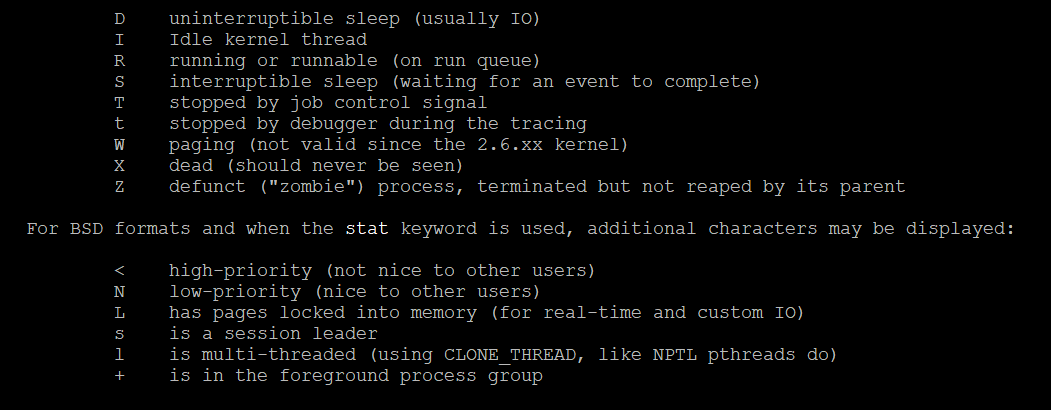 D uninterruptible sleep (usually IO)
I Idle kernel thread
R running or runnable (on run queue)
S interruptible sleep (waiting for an event to complete)
T stopped by job control signal
t stopped by debugger during the tracing
W paging (not valid since the 2.6.xx kernel)
X dead (should never be seen)
Z defunct ("zombie") process, terminated but not reaped by its parent
For BSD formats and when the stat keyword is used, additional characters may be displayed:
< high-priority (not nice to other users)
N low-priority (nice to other users)
L has pages locked into memory (for real-time and custom IO)
s is a session leader
l is multi-threaded (using CLONE_THREAD, like NPTL pthreads do)
+ is in the foreground process group